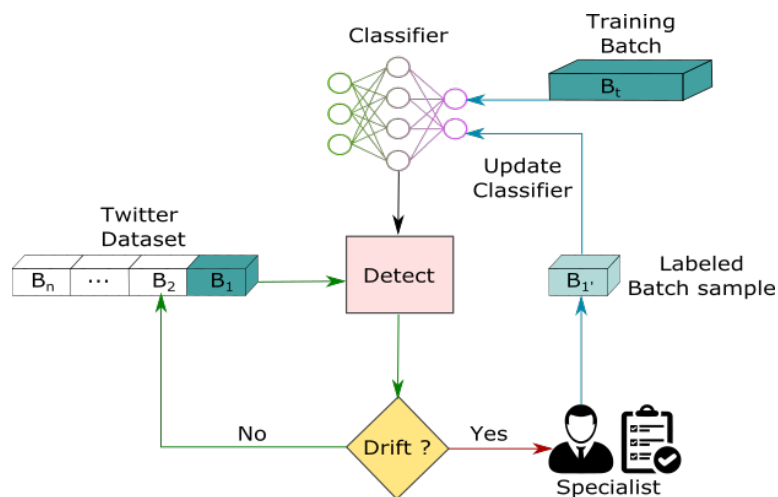 Classifier
Training
Batch
Bt
Update
Classifier
Twitter
Dataset
Bn
...
B2
B1
Detect
B1'
Labeled
Batch sample
No
Drift ?
Yes
Specialist